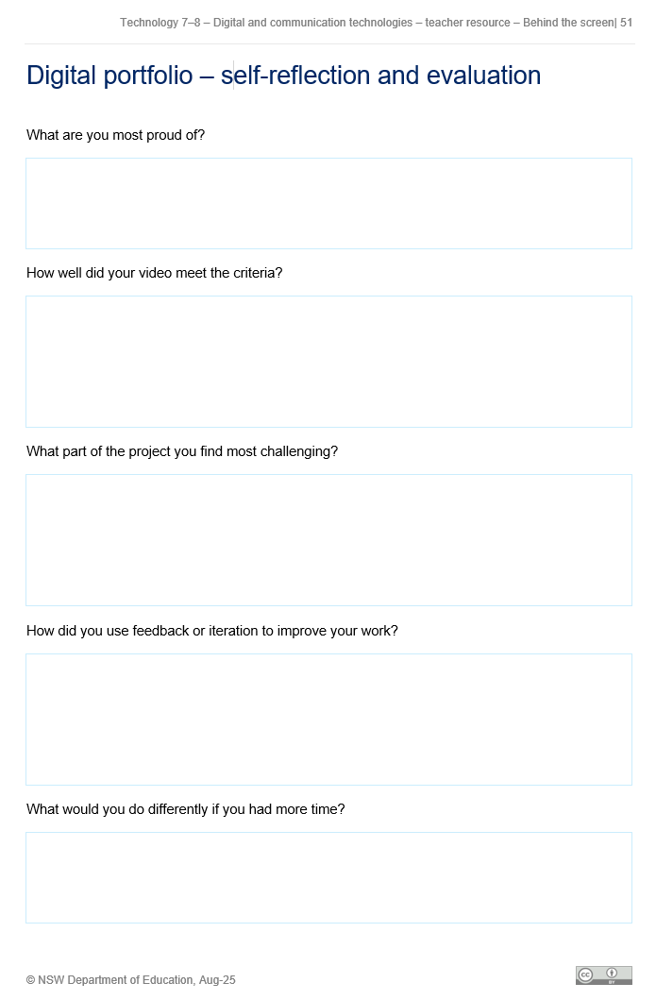 Technology 7–8 – Digital and communication technologies – teacher resource – Behind the screen| 51
Digital portfolio – self-reflection and evaluation
What are you most proud of?
How well did your video meet the criteria?
What part of the project you find most challenging?
How did you use feedback or iteration to improve your work?
What would you do differently if you had more time?
© NSW Department of Education, Aug-25
cc
BY